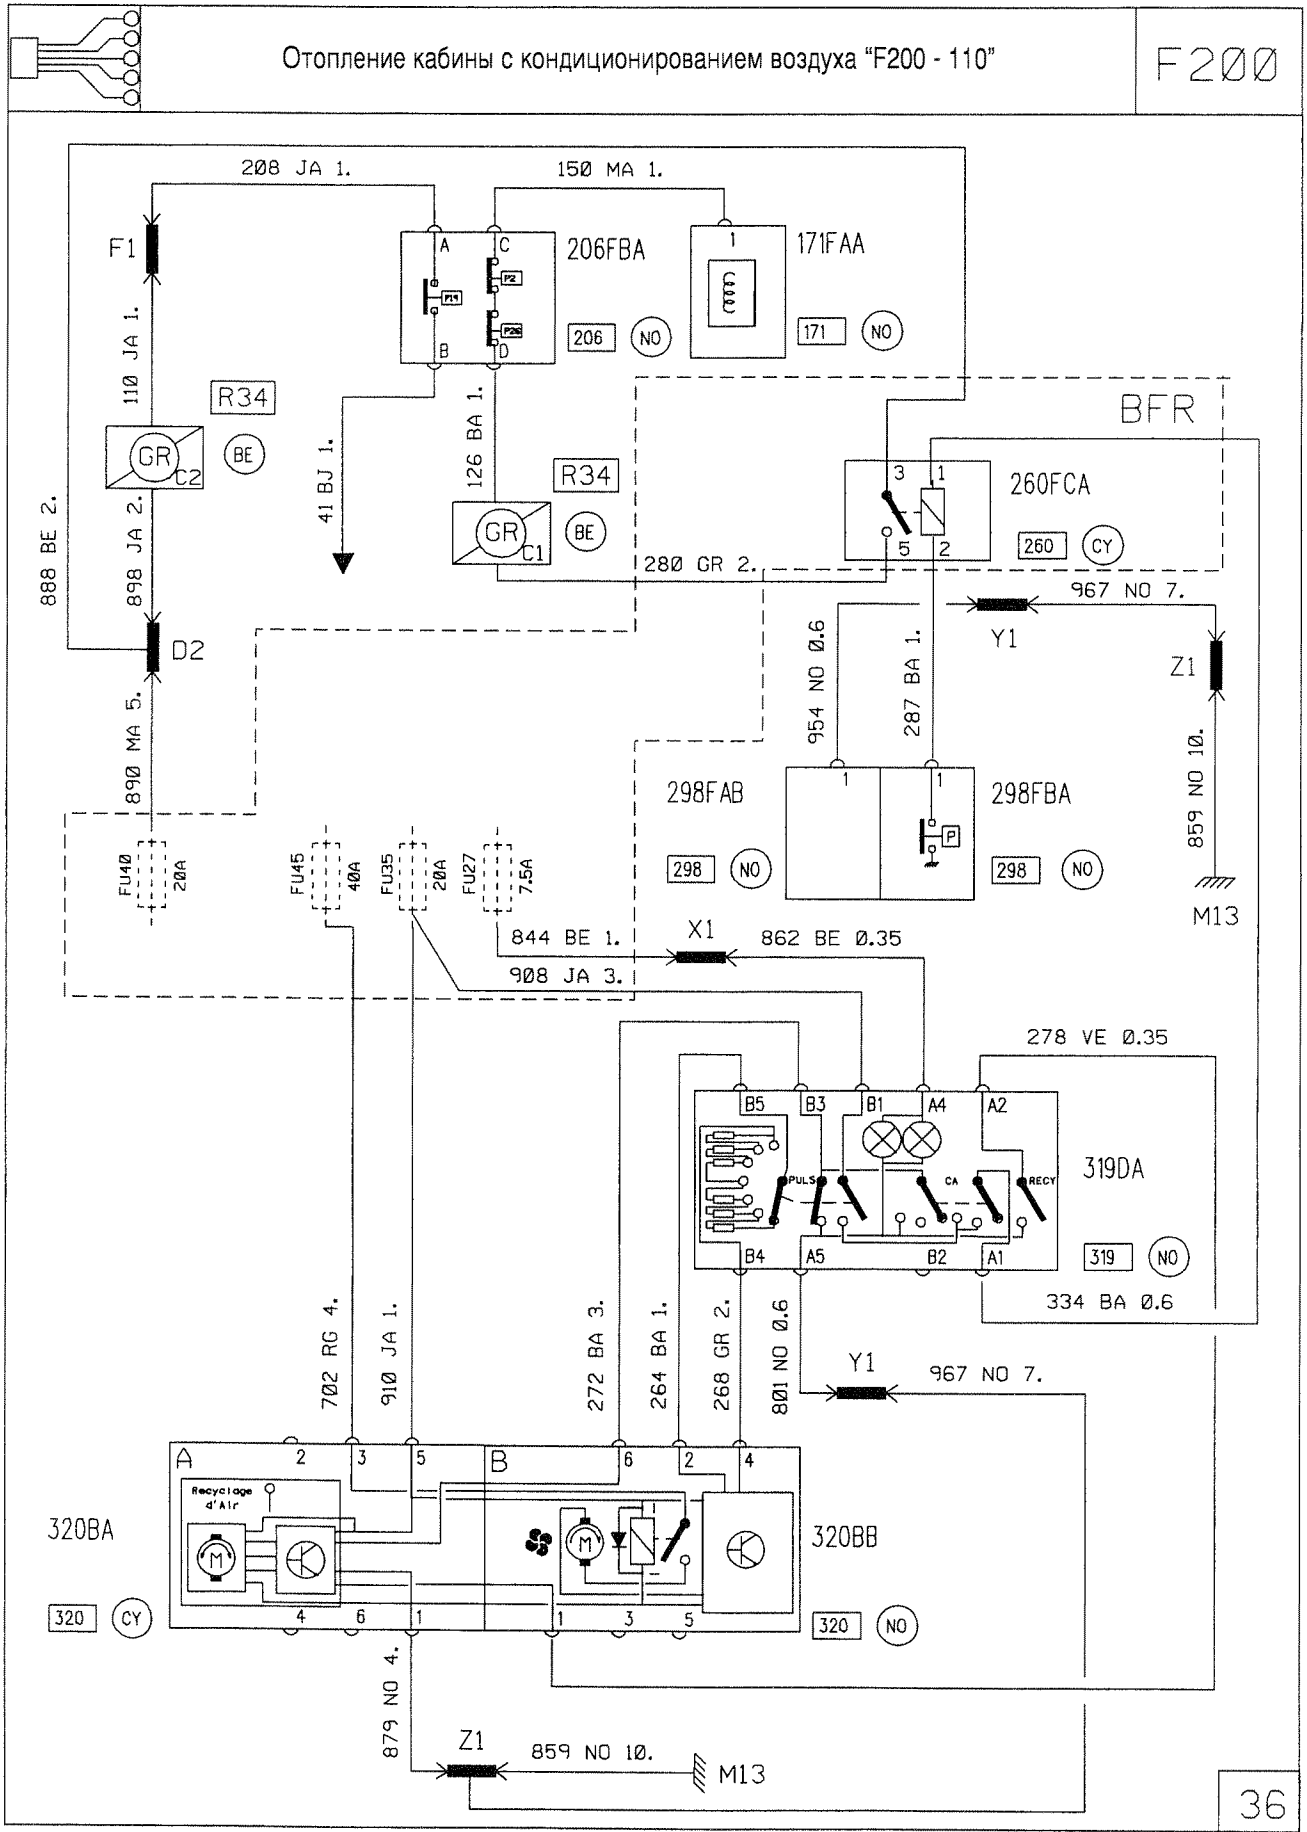 Отопление кабины с кондиционированием воздуха “F200 - 110”
F200
208 JA 1.
150 MA 1.
F1
A
C
206FBA
1
171FAA
P2
P19
P26
206
NO
171
NO
B
D
110 JA 1.
R34
BFR
GR
C2
BE
126 BA 1.
41 BJ 1.
R34
3
1
260FCA
GR
C1
BE
888 BE 2.
898 JA 2.
5
2
260
CY
280 GR 2.
967 NO 7.
Y1
D2
954 NO 0.6
287 BA 1.
Z1
890 MA 5.
298FAB
1
1
298FBA
859 NO 10.
P
298
NO
298
NO
FU40
20A
FU45
40A
FU35
20A
FU27
7.5A
M13
844 BE 1.
X1
862 BE 0.35
908 JA 3.
278 VE 0.35
B5
B3
B1
A4
A2
PULS
CA
RECY
319DA
B4
A5
B2
A1
319
NO
334 BA 0.6
702 RG 4.
910 JA 1.
272 BA 3.
264 BA 1.
268 GR 2.
801 NO 0.6
Y1
967 NO 7.
A
2
3
5
B
6
2
4
Recyclage
d'Air
320BA
M
M
320BB
320
CY
4
6
1
1
3
5
320
NO
879 NO 4.
Z1
859 NO 10.
M13
36